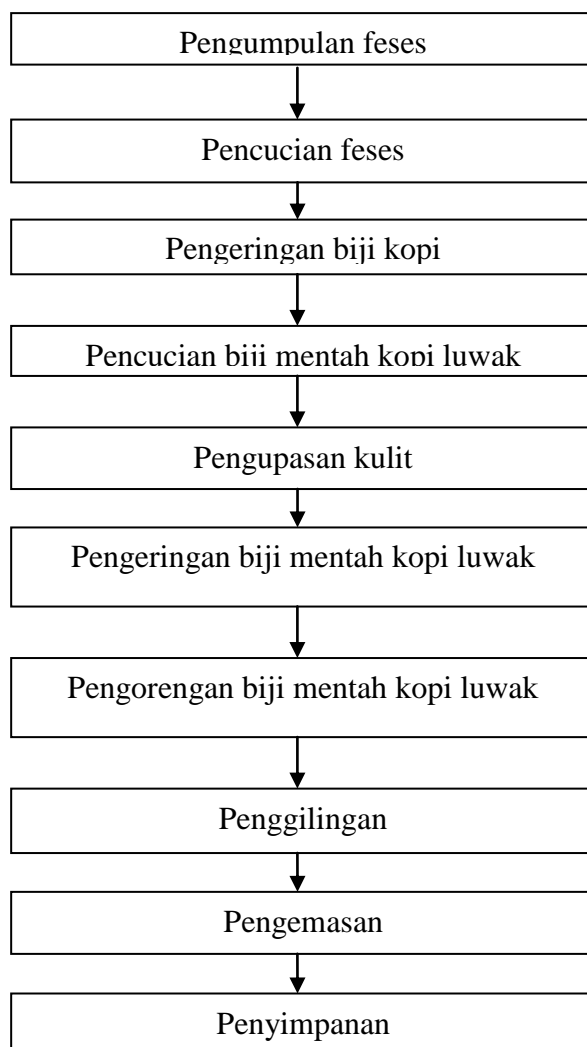 Pengumpulan feses
Pencucian feses
Pengeringan biji kopi
Pencucian biji mentah kopi luwak
Pengupasan kulit
Pengeringan biji mentah kopi luwak
Pengorengan biji mentah kopi luwak
Penggilingan
Pengemasan
Penyimpanan